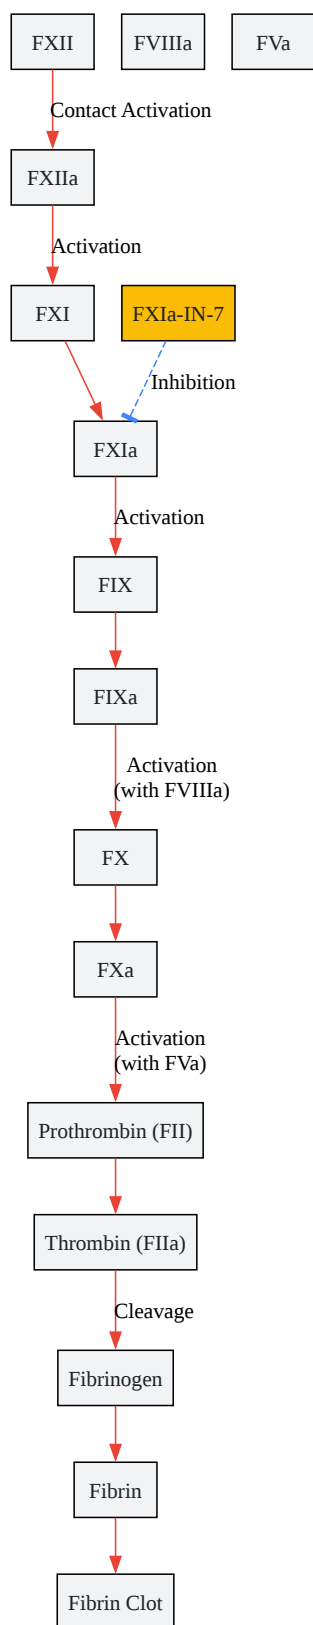 FXII
FVIIIa
FVa
Contact Activation
FXIIa
Activation
FXI
FXIa-IN-7
Inhibition
FXIa
Activation
FIX
FIXa
Activation
(with FVIIIa)
FX
FXa
Activation
(with FVa)
Prothrombin (FII)
Thrombin (FIIa)
Cleavage
Fibrinogen
Fibrin
Fibrin Clot